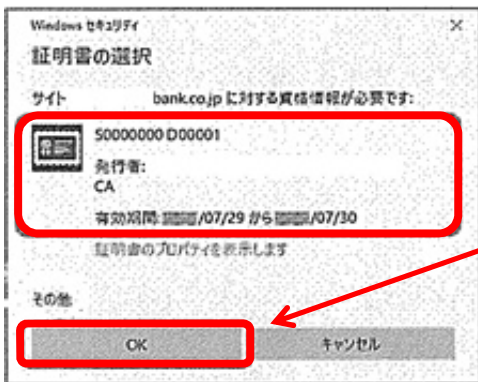 Windows セキュリティ
証明書の選択
サイト bank.co.jp に対する資格情報が必要です:
S0000000 D00001
発行者:
CA
有効期間: /07/29 から /07/30
証明書のプロパティを表示します
その他
OK キャンセル